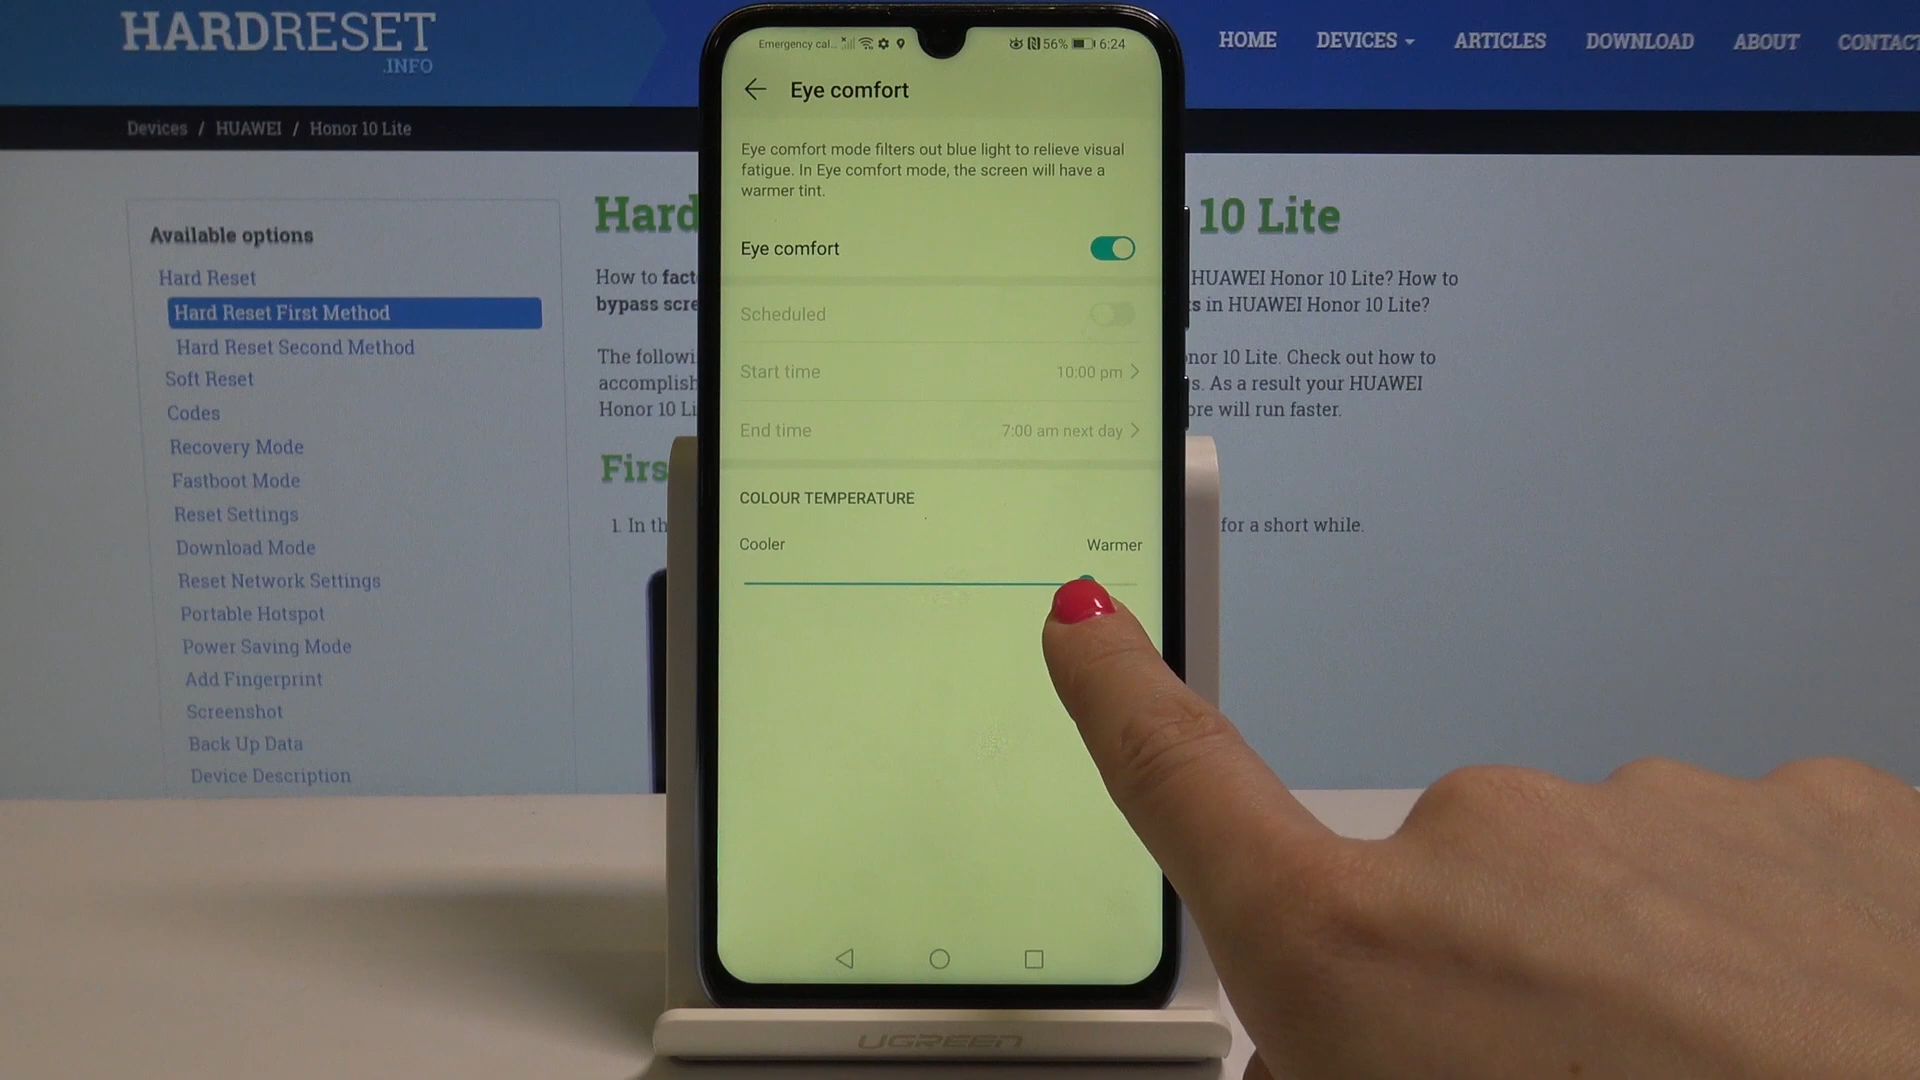 HARDRESET
.INFO
HOME DEVICES ARTICLES DOWNLOAD ABOUT CONTACT
Devices / HUAWEI / Honor 10 Lite
Available options
Hard Reset
Hard Reset First Method
Hard Reset Second Method
Soft Reset
Codes
Recovery Mode
Fastboot Mode
Reset Settings
Download Mode
Reset Network Settings
Portable Hotspot
Power Saving Mode
Add Fingerprint
Screenshot
Back Up Data
Device Description
Hard 10 Lite
How to fact HUAWEI Honor 10 Lite? How to
bypass scre s in HUAWEI Honor 10 Lite?
The followi nor 10 Lite. Check out how to
accomplish s. As a result your HUAWEI
Honor 10 Li ore will run faster.
Firs
1. In th for a short while.
Emergency cal... 56% 6:24
Eye comfort
Eye comfort mode filters out blue light to relieve visual
fatigue. In Eye comfort mode, the screen will have a
warmer tint.
Eye comfort
Scheduled
Start time 10:00 pm
End time 7:00 am next day
COLOUR TEMPERATURE
Cooler Warmer
UGREEN